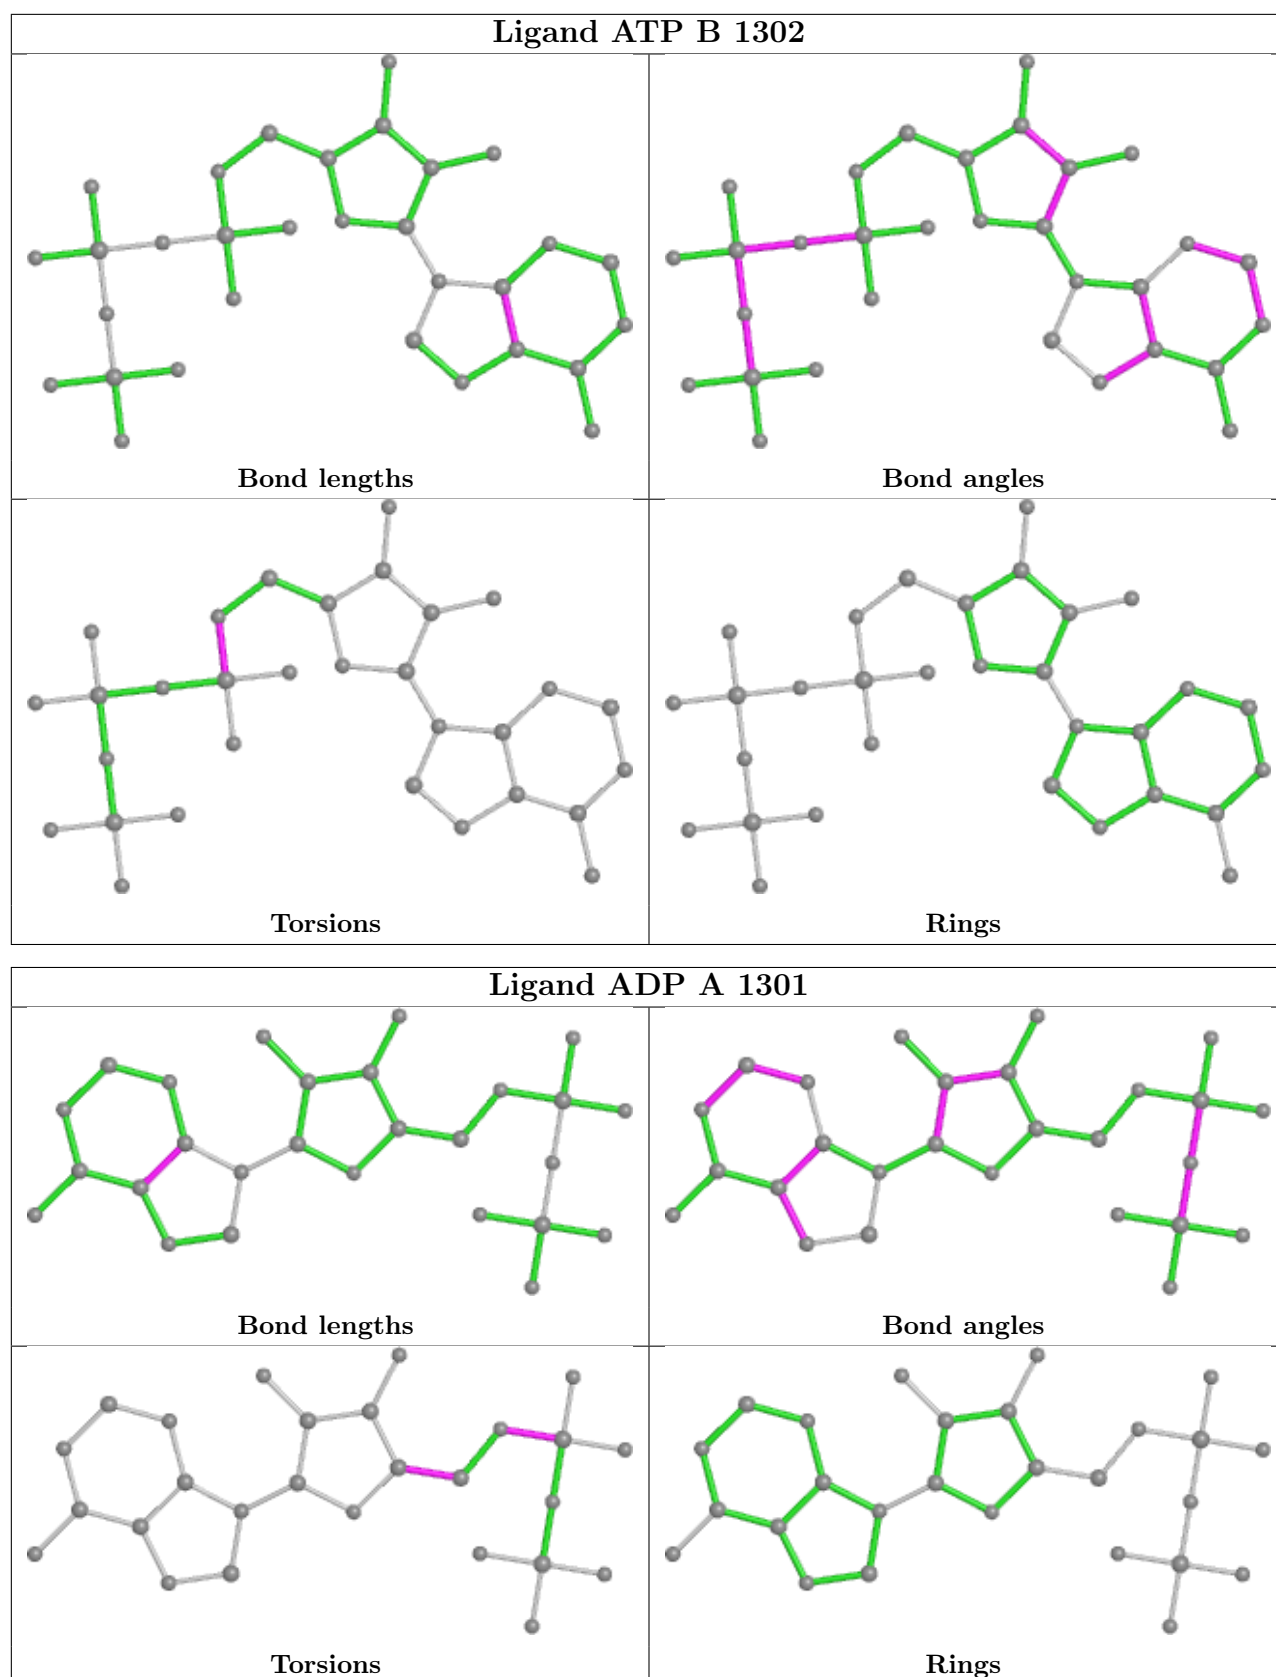 Ligand ATP B 1302
Bond lengths
Bond angles
Torsions
Rings
Ligand ADP A 1301
Bond lengths
Bond angles
Torsions
Rings